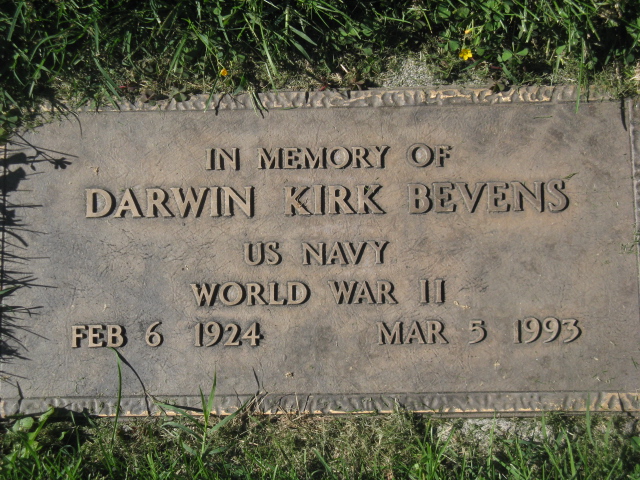 IN MEMORY OF
DARWIN KIRK BEVENS
US NAVY
WORLD WAR II
FEB 6 1924 MAR 5 1993